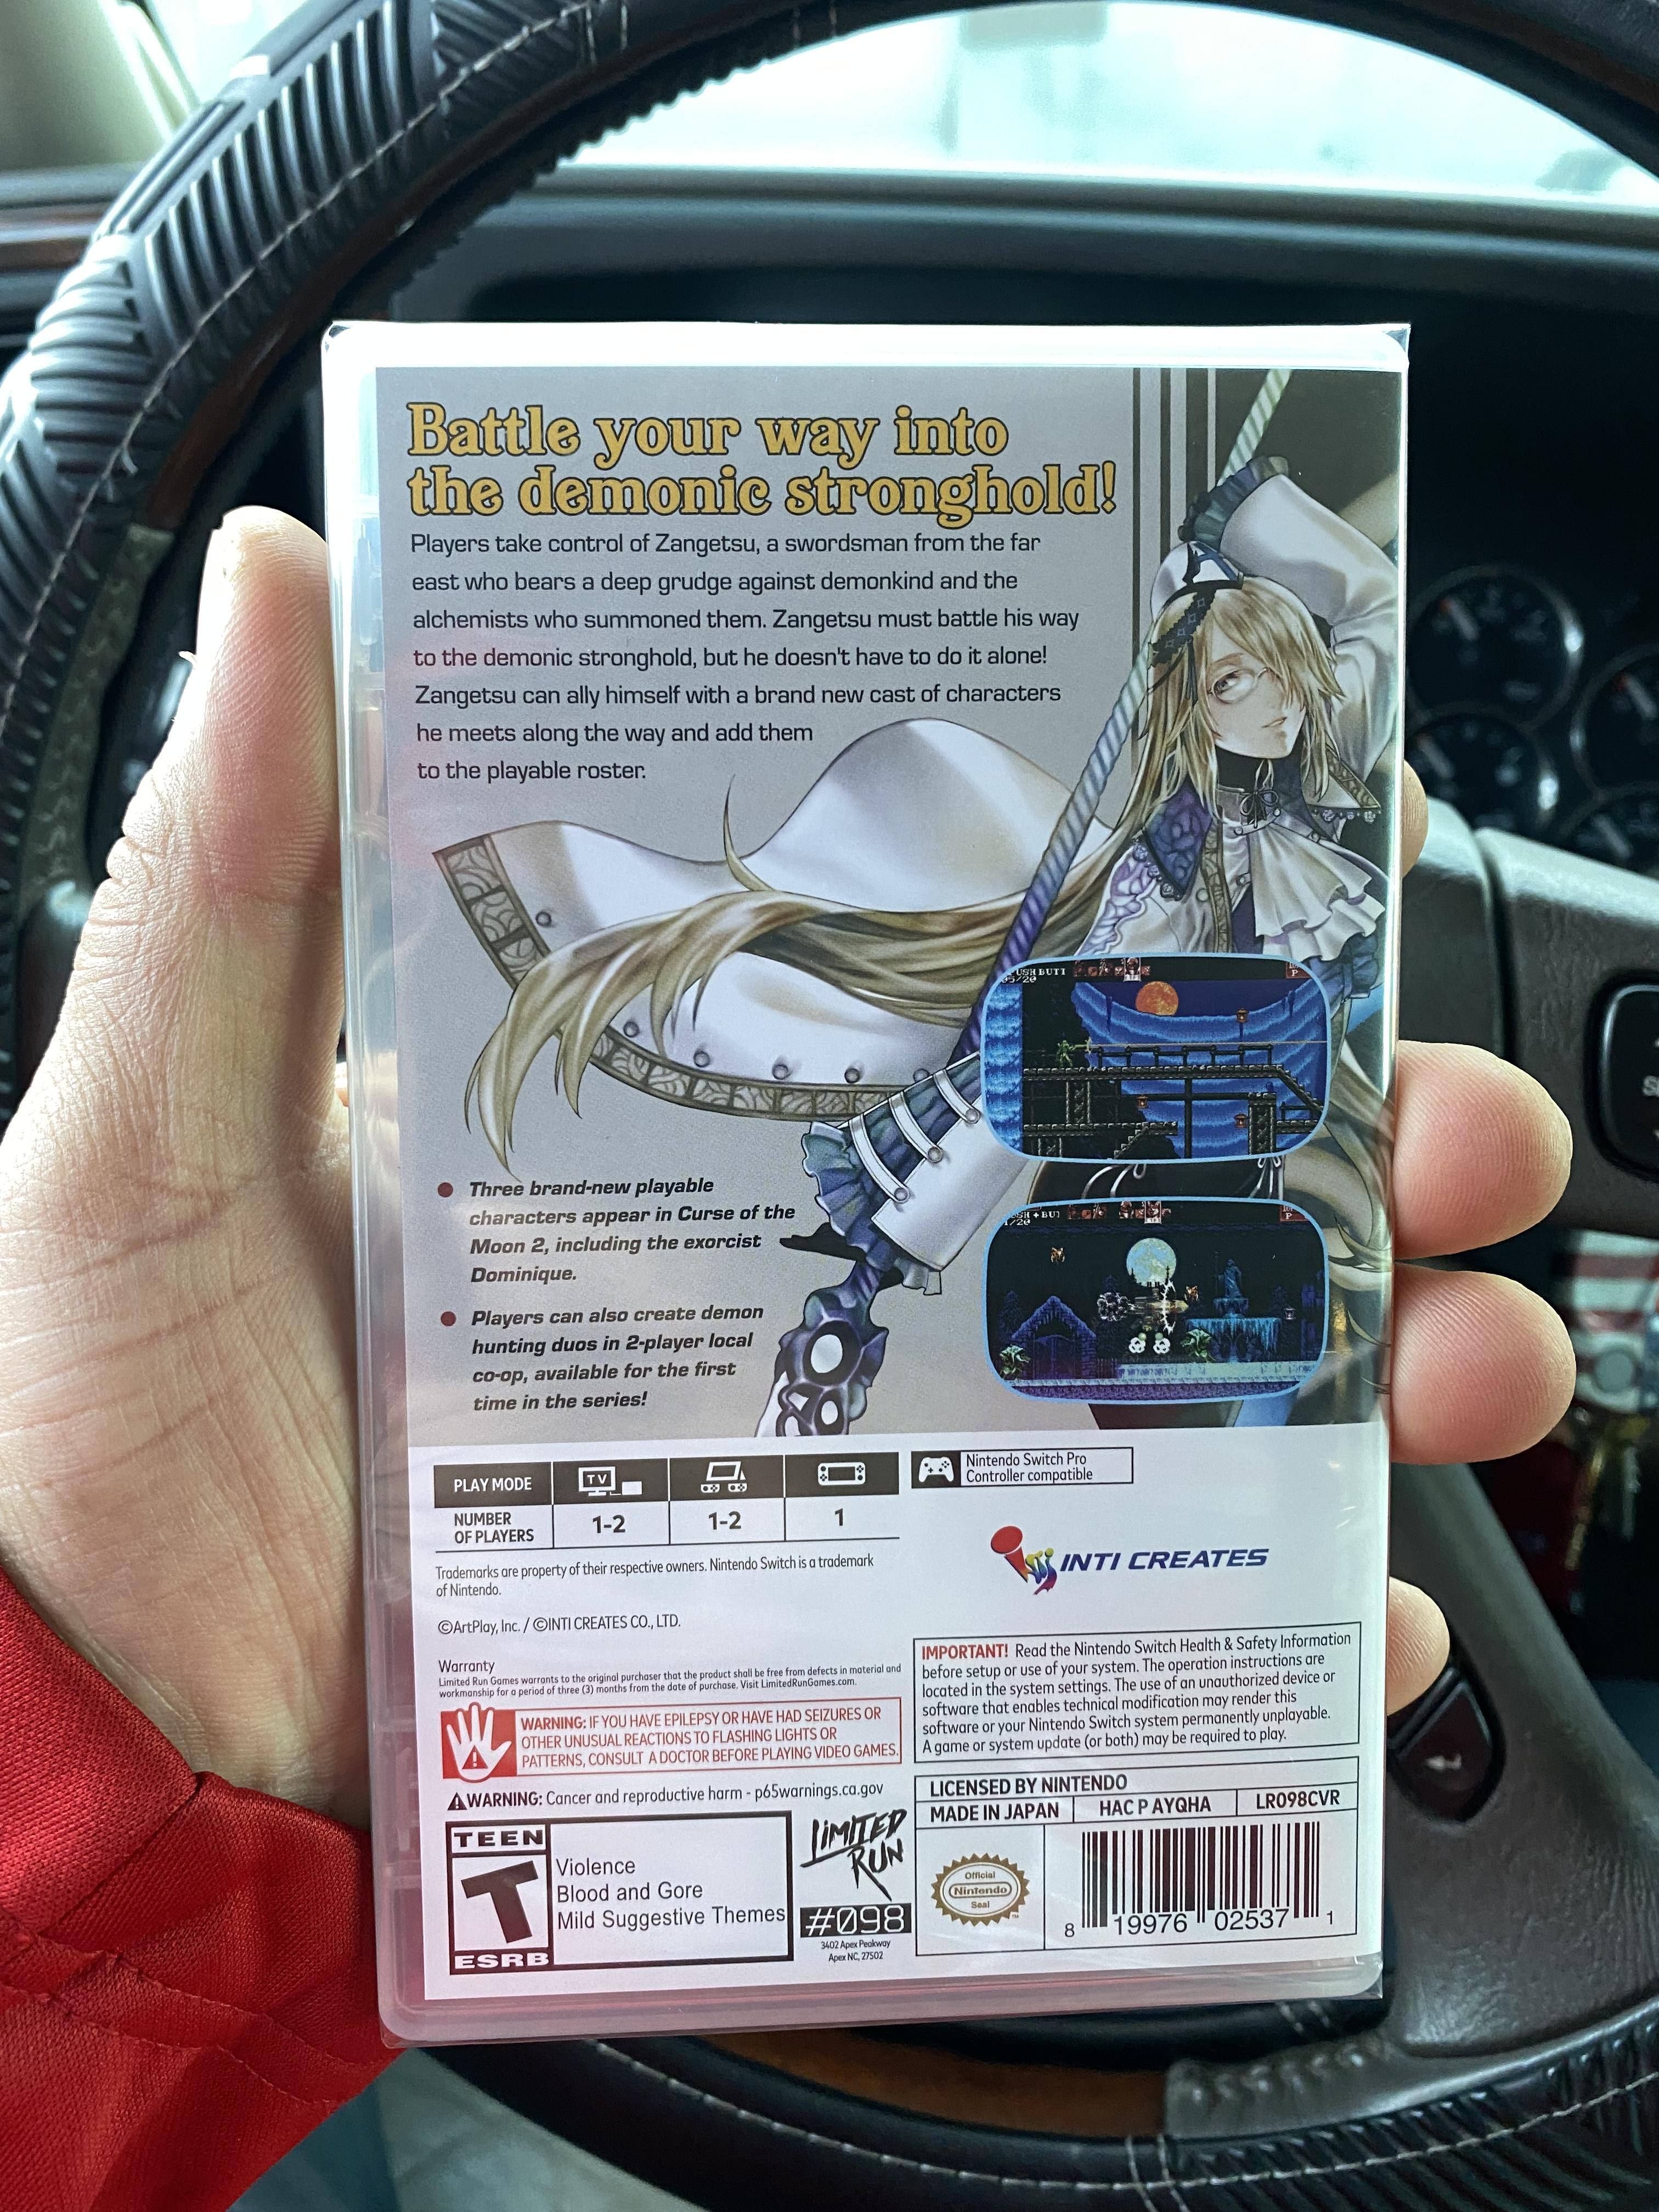 Battle your way into
the demonic stronghold!
Players take control of Zangetsu, a swordsman from the far
east who bears a deep grudge against demonkind and the
alchemists who summoned them. Zangetsu must battle his way
to the demonic stronghold, but he doesn't have to do it alone!
Zangetsu can ally himself with a brand new cast of characters
he meets along the way and add them
to the playable roster.
Three brand-new playable
characters appear in Curse of the
Moon 2, including the exorcist
Dominique.
Players can also create demon
hunting duos in 2-player local
co-op, available for the first
time in the series!
PLAY MODE
TV
NUMBER
OF PLAYERS
1-2
1-2
1
Nintendo Switch Pro
Controller compatible
INTI CREATES
Trademarks are property of their respective owners. Nintendo Switch is a trademark
of Nintendo.
©ArtPlay, Inc. / ©INTI CREATES CO., LTD.
Warranty
Limited Run Games warrants to the original purchaser that the product shall be free from defects in material and
workmanship for a period of three (3) months from the date of purchase. Visit LimitedRunGames.com.
WARNING: IF YOU HAVE EPILEPSY OR HAVE HAD SEIZURES OR
OTHER UNUSUAL REACTIONS TO FLASHING LIGHTS OR
PATTERNS, CONSULT A DOCTOR BEFORE PLAYING VIDEO GAMES.
WARNING: Cancer and reproductive harm - p65warnings.ca.gov
IMPORTANT! Read the Nintendo Switch Health & Safety Information
before setup or use of your system. The operation instructions are
located in the system settings. The use of an unauthorized device or
software that enables technical modification may render this
software or your Nintendo Switch system permanently unplayable.
A game or system update (or both) may be required to play.
TEEN
T
ESRB
Violence
Blood and Gore
Mild Suggestive Themes
LIMITED
RUN
#098
3402 Apex Peakway
Apex NC, 27502
LICENSED BY NINTENDO
MADE IN JAPAN
HAC P AYQHA
LR098CVR
Official
Nintendo
Seal
8 19976 02537 1